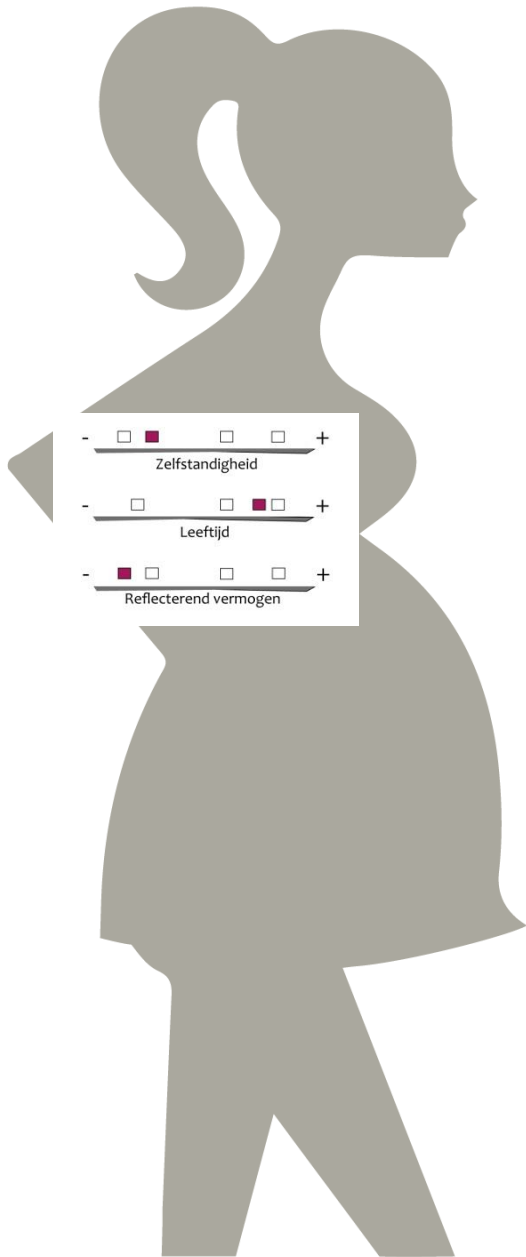 - +
Zelfstandigheid
- +
Leeftijd
- +
Reflecterend vermogen